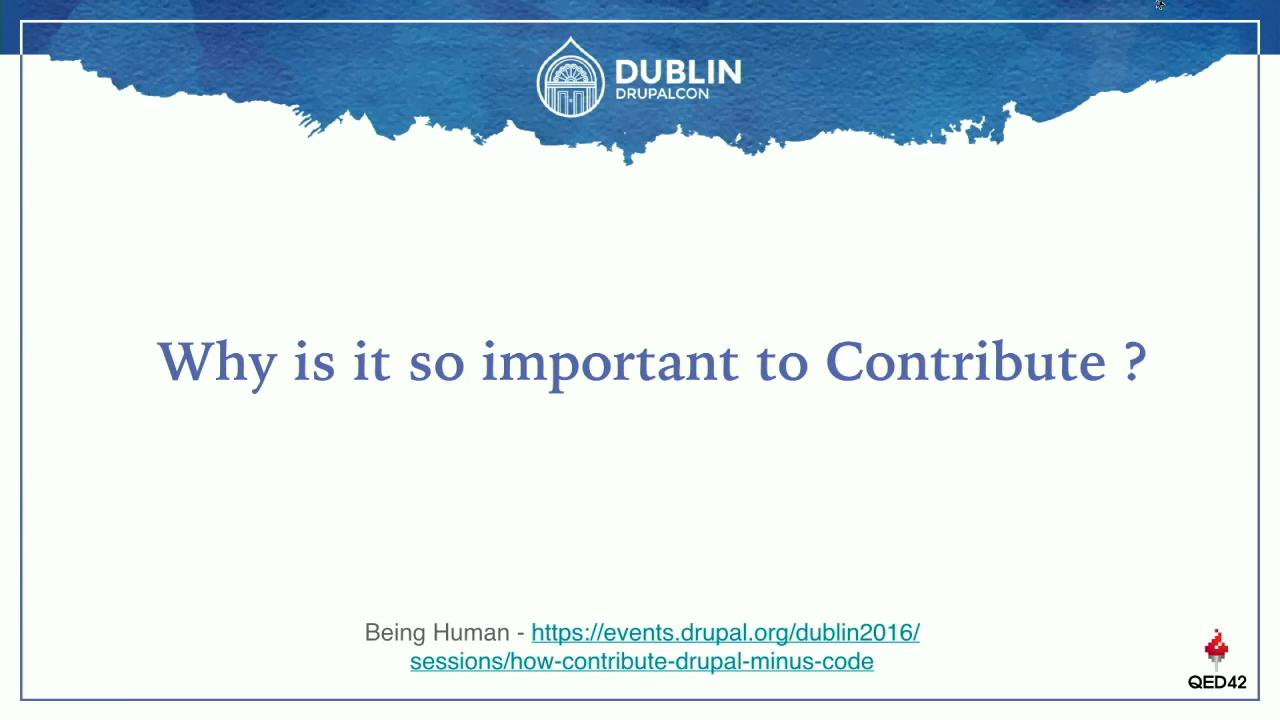 DUBLIN
DRUPALCON
Why is it so important to Contribute ?
Being Human - https://events.drupal.org/dublin2016/
sessions/how-contribute-drupal-minus-code
QED42